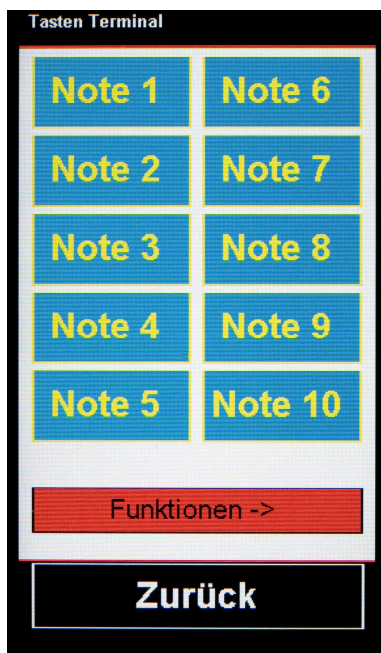 Tasten Terminal
Note 1
Note 6
Note 2
Note 7
Note 3
Note 8
Note 4
Note 9
Note 5
Note 10
Funktionen ->
Zurück